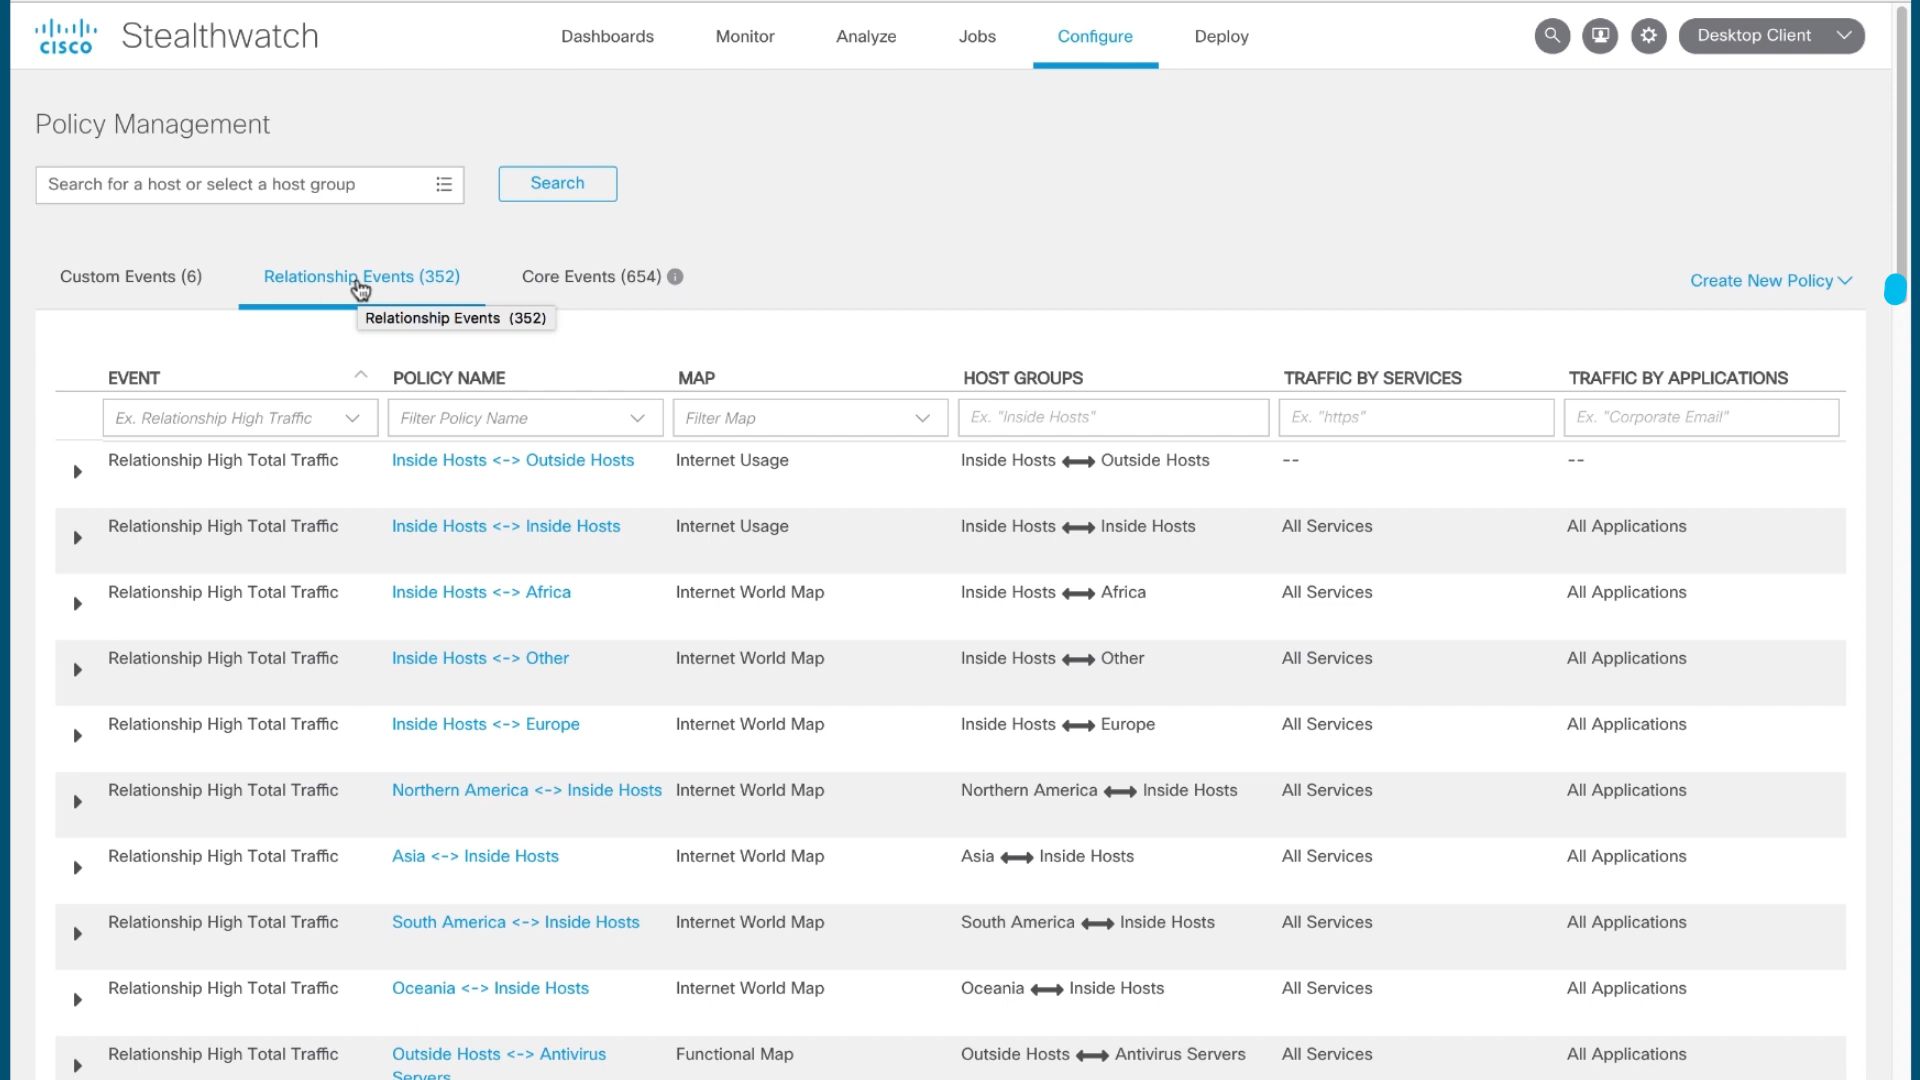 CISCO Stealthwatch Dashboards Monitor Analyze Jobs Configure Deploy Desktop Client
Policy Management
Search for a host or select a host group Search
Custom Events (6) Relationship Events (352) Core Events (654) Create New Policy
Relationship Events (352)
EVENT POLICY NAME MAP HOST GROUPS TRAFFIC BY SERVICES TRAFFIC BY APPLICATIONS
Ex. Relationship High Traffic Filter Policy Name Filter Map Ex. "Inside Hosts" Ex. "https" Ex. "Corporate Email"
Relationship High Total Traffic Inside Hosts <-> Outside Hosts Internet Usage Inside Hosts Outside Hosts -- --
Relationship High Total Traffic Inside Hosts <-> Inside Hosts Internet Usage Inside Hosts Inside Hosts All Services All Applications
Relationship High Total Traffic Inside Hosts <-> Africa Internet World Map Inside Hosts Africa All Services All Applications
Relationship High Total Traffic Inside Hosts <-> Other Internet World Map Inside Hosts Other All Services All Applications
Relationship High Total Traffic Inside Hosts <-> Europe Internet World Map Inside Hosts Europe All Services All Applications
Relationship High Total Traffic Northern America <-> Inside Hosts Internet World Map Northern America Inside Hosts All Services All Applications
Relationship High Total Traffic Asia <-> Inside Hosts Internet World Map Asia Inside Hosts All Services All Applications
Relationship High Total Traffic South America <-> Inside Hosts Internet World Map South America Inside Hosts All Services All Applications
Relationship High Total Traffic Oceania <-> Inside Hosts Internet World Map Oceania Inside Hosts All Services All Applications
Relationship High Total Traffic Outside Hosts <-> Antivirus Functional Map Outside Hosts Antivirus Servers All Services All Applications
Servers